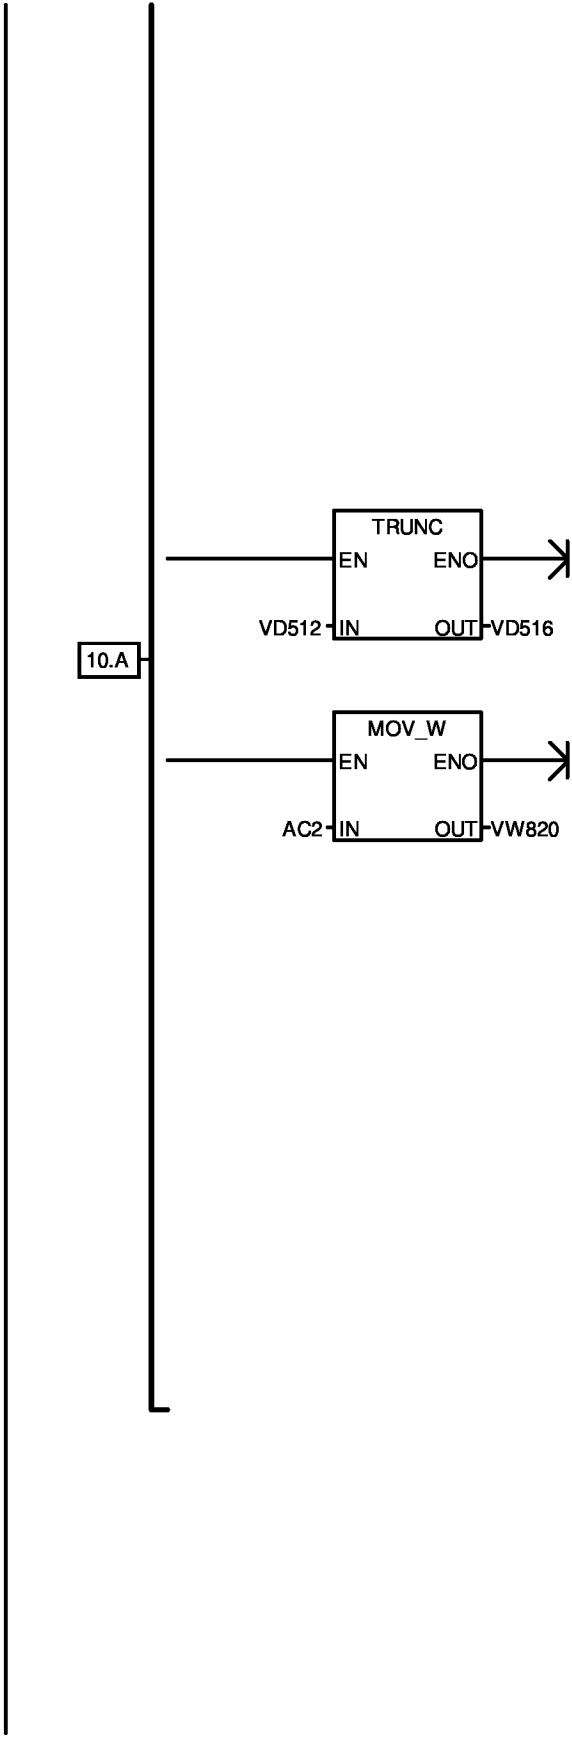 TRUNC
EN ENO
VD512 IN OUT VD516
10.A
MOV_W
EN ENO
AC2 IN OUT VW820